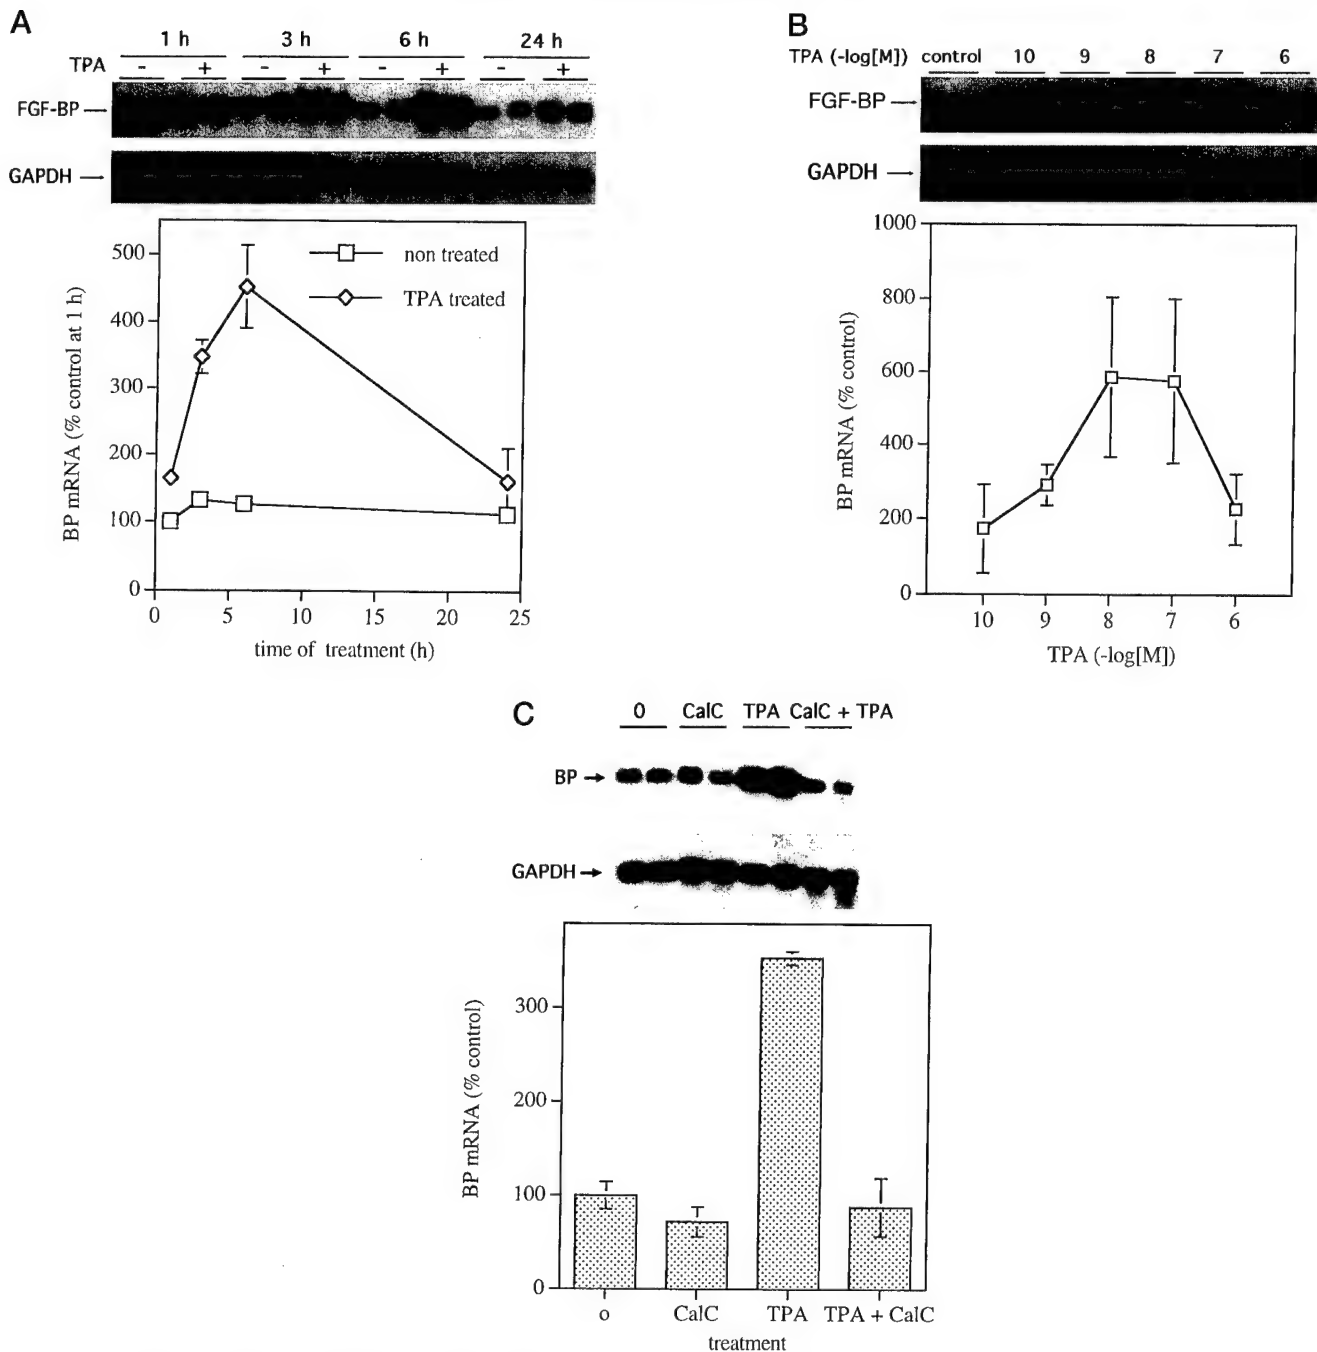 A
1 h 3 h 6 h 24 h
TPA - + - + - + - +
FGF-BP
GAPDH
500
400
300
200
100
0
non treated
TPA treated
BP mRNA (% control at 1 h)
0 5 10 15 20 25
time of treatment (h)
B
TPA (-log[M]) control 10 9 8 7 6
FGF-BP
GAPDH
1000
800
600
400
200
0
BP mRNA (% control)
10 9 8 7 6
TPA (-log[M])
C
0 CalC TPA CalC + TPA
BP
GAPDH
300
200
100
0
BP mRNA (% control)
o CalC TPA TPA + CalC
treatment